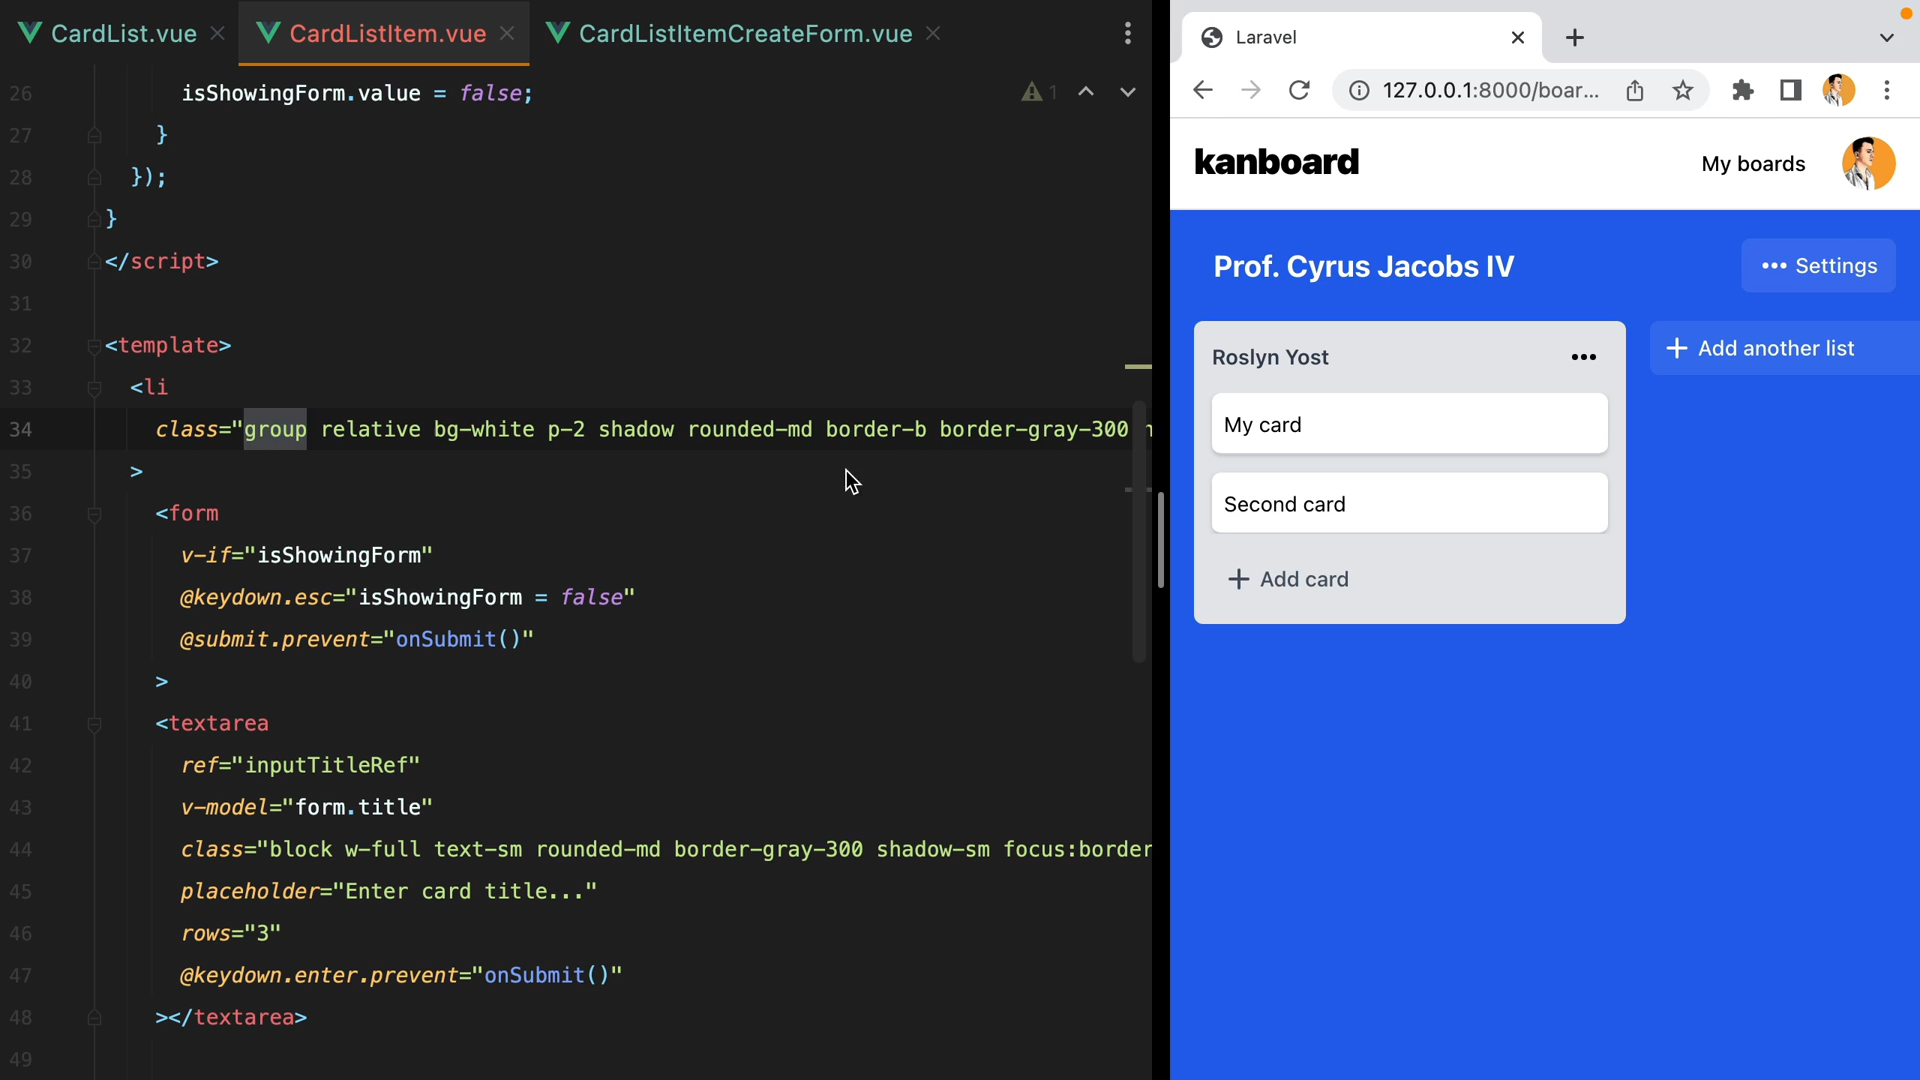 CardList.vue
CardListItem.vue
CardListItemCreateForm.vue
26 isShowingForm.value = false;
1
27 }
28 });
29 }
30 </script>
31
32 <template>
33 <li
34 class="group relative bg-white p-2 shadow rounded-md border-b border-gray-300
35 >
36 <form
37 v-if="isShowingForm"
38 @keydown.esc="isShowingForm = false"
39 @submit.prevent="onSubmit()"
40 >
41 <textarea
42 ref="inputTitleRef"
43 v-model="form.title"
44 class="block w-full text-sm rounded-md border-gray-300 shadow-sm focus:border
45 placeholder="Enter card title..."
46 rows="3"
47 @keydown.enter.prevent="onSubmit()"
48 ></textarea>
49
Laravel
127.0.0.1:8000/boar...
kanboard
My boards
Prof. Cyrus Jacobs IV
Settings
Roslyn Yost
Add another list
My card
Second card
Add card